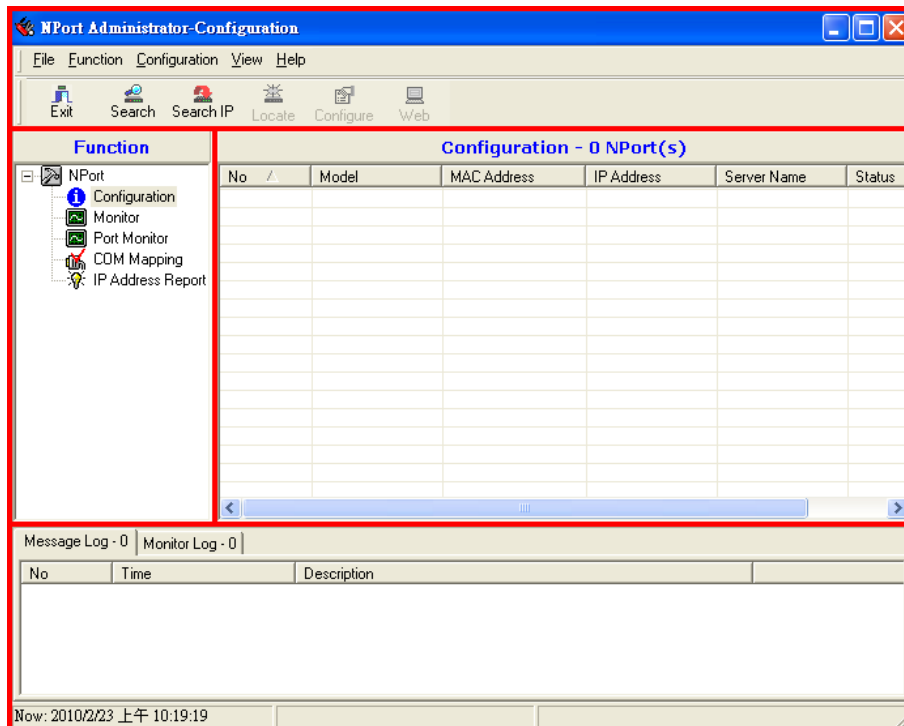 NPort Administrator-Configuration
File Function Configuration View Help
Exit Search Search IP Locate Configure Web
Function
NPort
Configuration
Monitor
Port Monitor
COM Mapping
IP Address Report
Configuration - 0 NPort(s)
No Model MAC Address IP Address Server Name Status
Message Log - 0 Monitor Log - 0
No Time Description
Now: 2010/2/23 上午 10:19:19